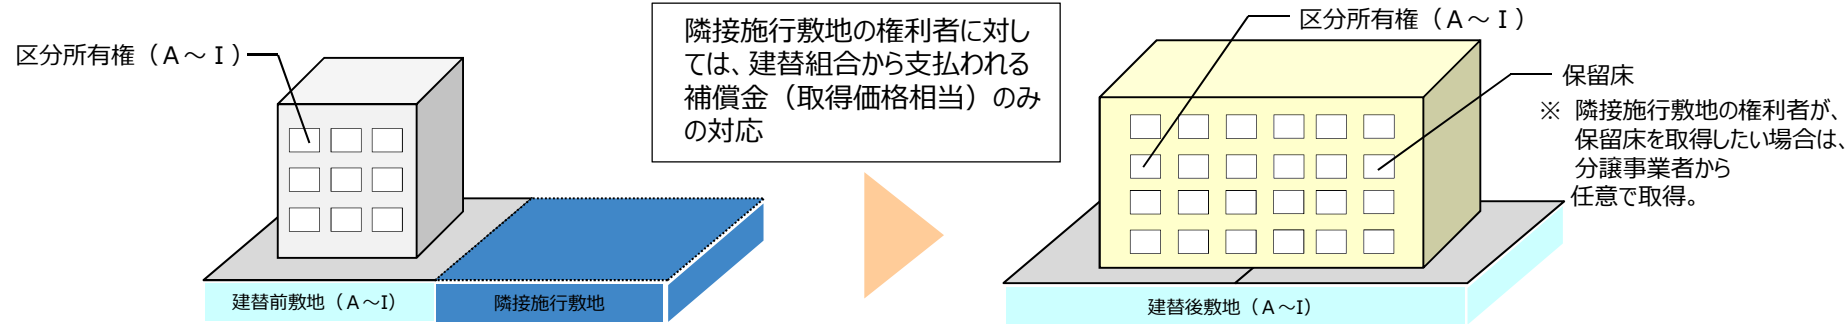 区分所有権（Ａ～Ｉ）
建替前敷地（Ａ～I）
隣接施行敷地
隣接施行敷地の権利者に対し
ては、建替組合から支払われる
補償金（取得価格相当）のみ
の対応
区分所有権（Ａ～Ｉ）
保留床
※ 隣接施行敷地の権利者が、
保留床を取得したい場合は、
分譲事業者から
任意で取得。
建替後敷地（Ａ～I）